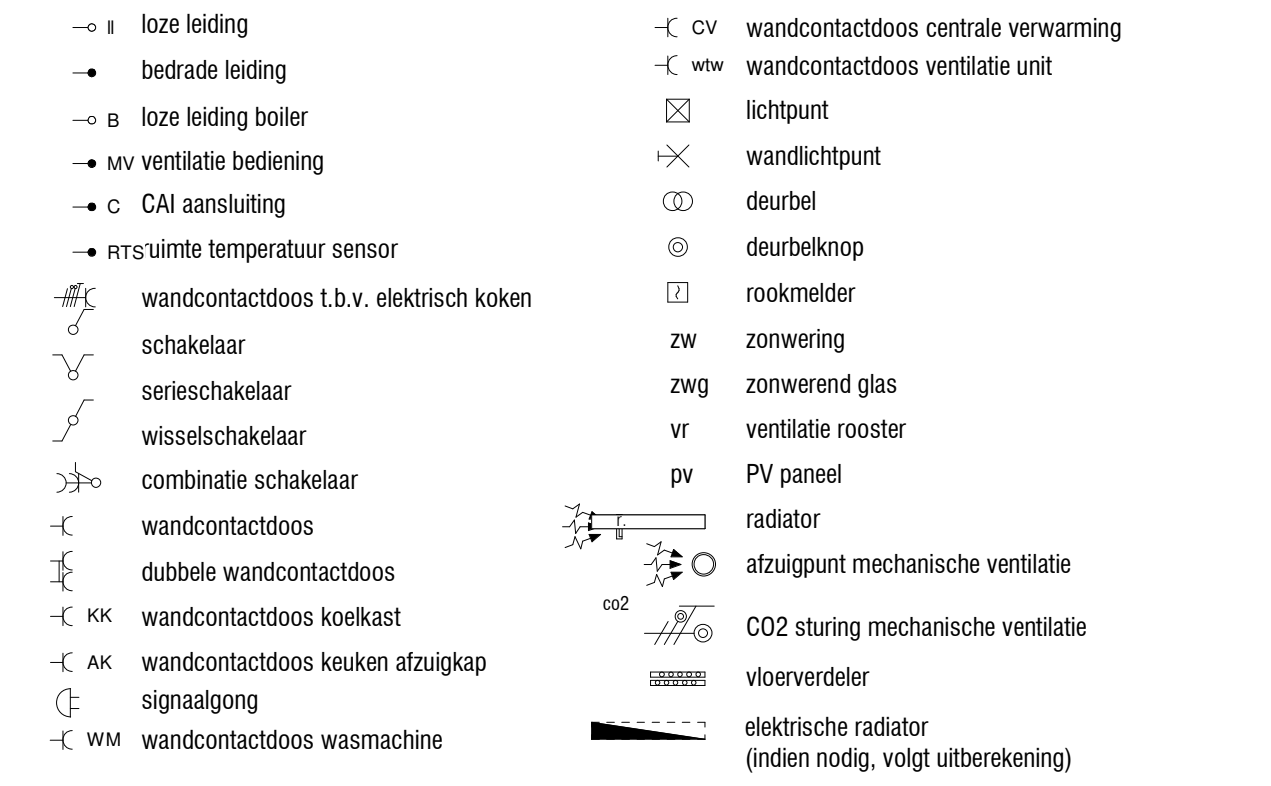 II loze leiding
bedrade leiding
B loze leiding boiler
MV ventilatie bediening
C CAI aansluiting
RTS ruimte temperatuur sensor
wandcontactdoos t.b.v. elektrisch koken
schakelaar
serieschakelaar
wisselschakelaar
combinatie schakelaar
wandcontactdoos
dubbele wandcontactdoos
KK wandcontactdoos koelkast
AK wandcontactdoos keuken afzuigkap
signaalgong
WM wandcontactdoos wasmachine
CV wandcontactdoos centrale verwarming
wtw wandcontactdoos ventilatie unit
lichtpunt
wandlichtpunt
deurbel
deurbelknop
rookmelder
zw zonwering
zwg zonwerend glas
vr ventilatie rooster
pv PV paneel
r. radiator
afzuigpunt mechanische ventilatie
co2 CO2 sturing mechanische ventilatie
vloerverdeler
elektrische radiator
(indien nodig, volgt uitberekening)